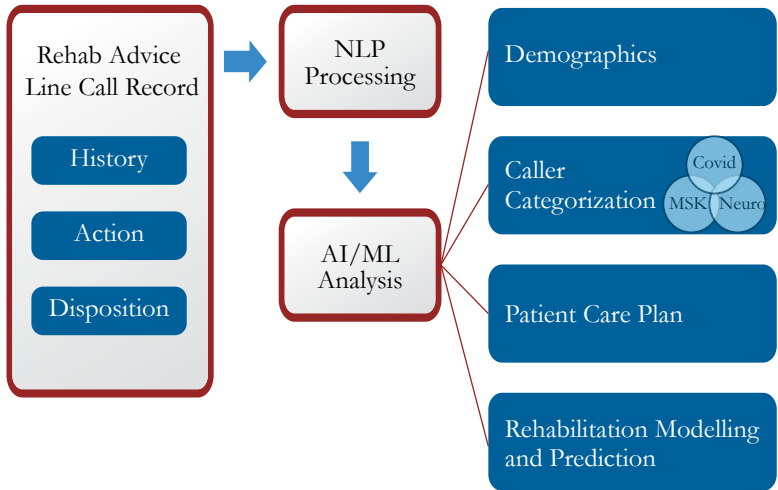 Rehab Advice
Line Call Record
History
Action
Disposition
NLP
Processing
AI/ML
Analysis
Demographics
Caller
Categorization
Covid
MSK
Neuro
Patient Care Plan
Rehabilitation Modelling
and Prediction